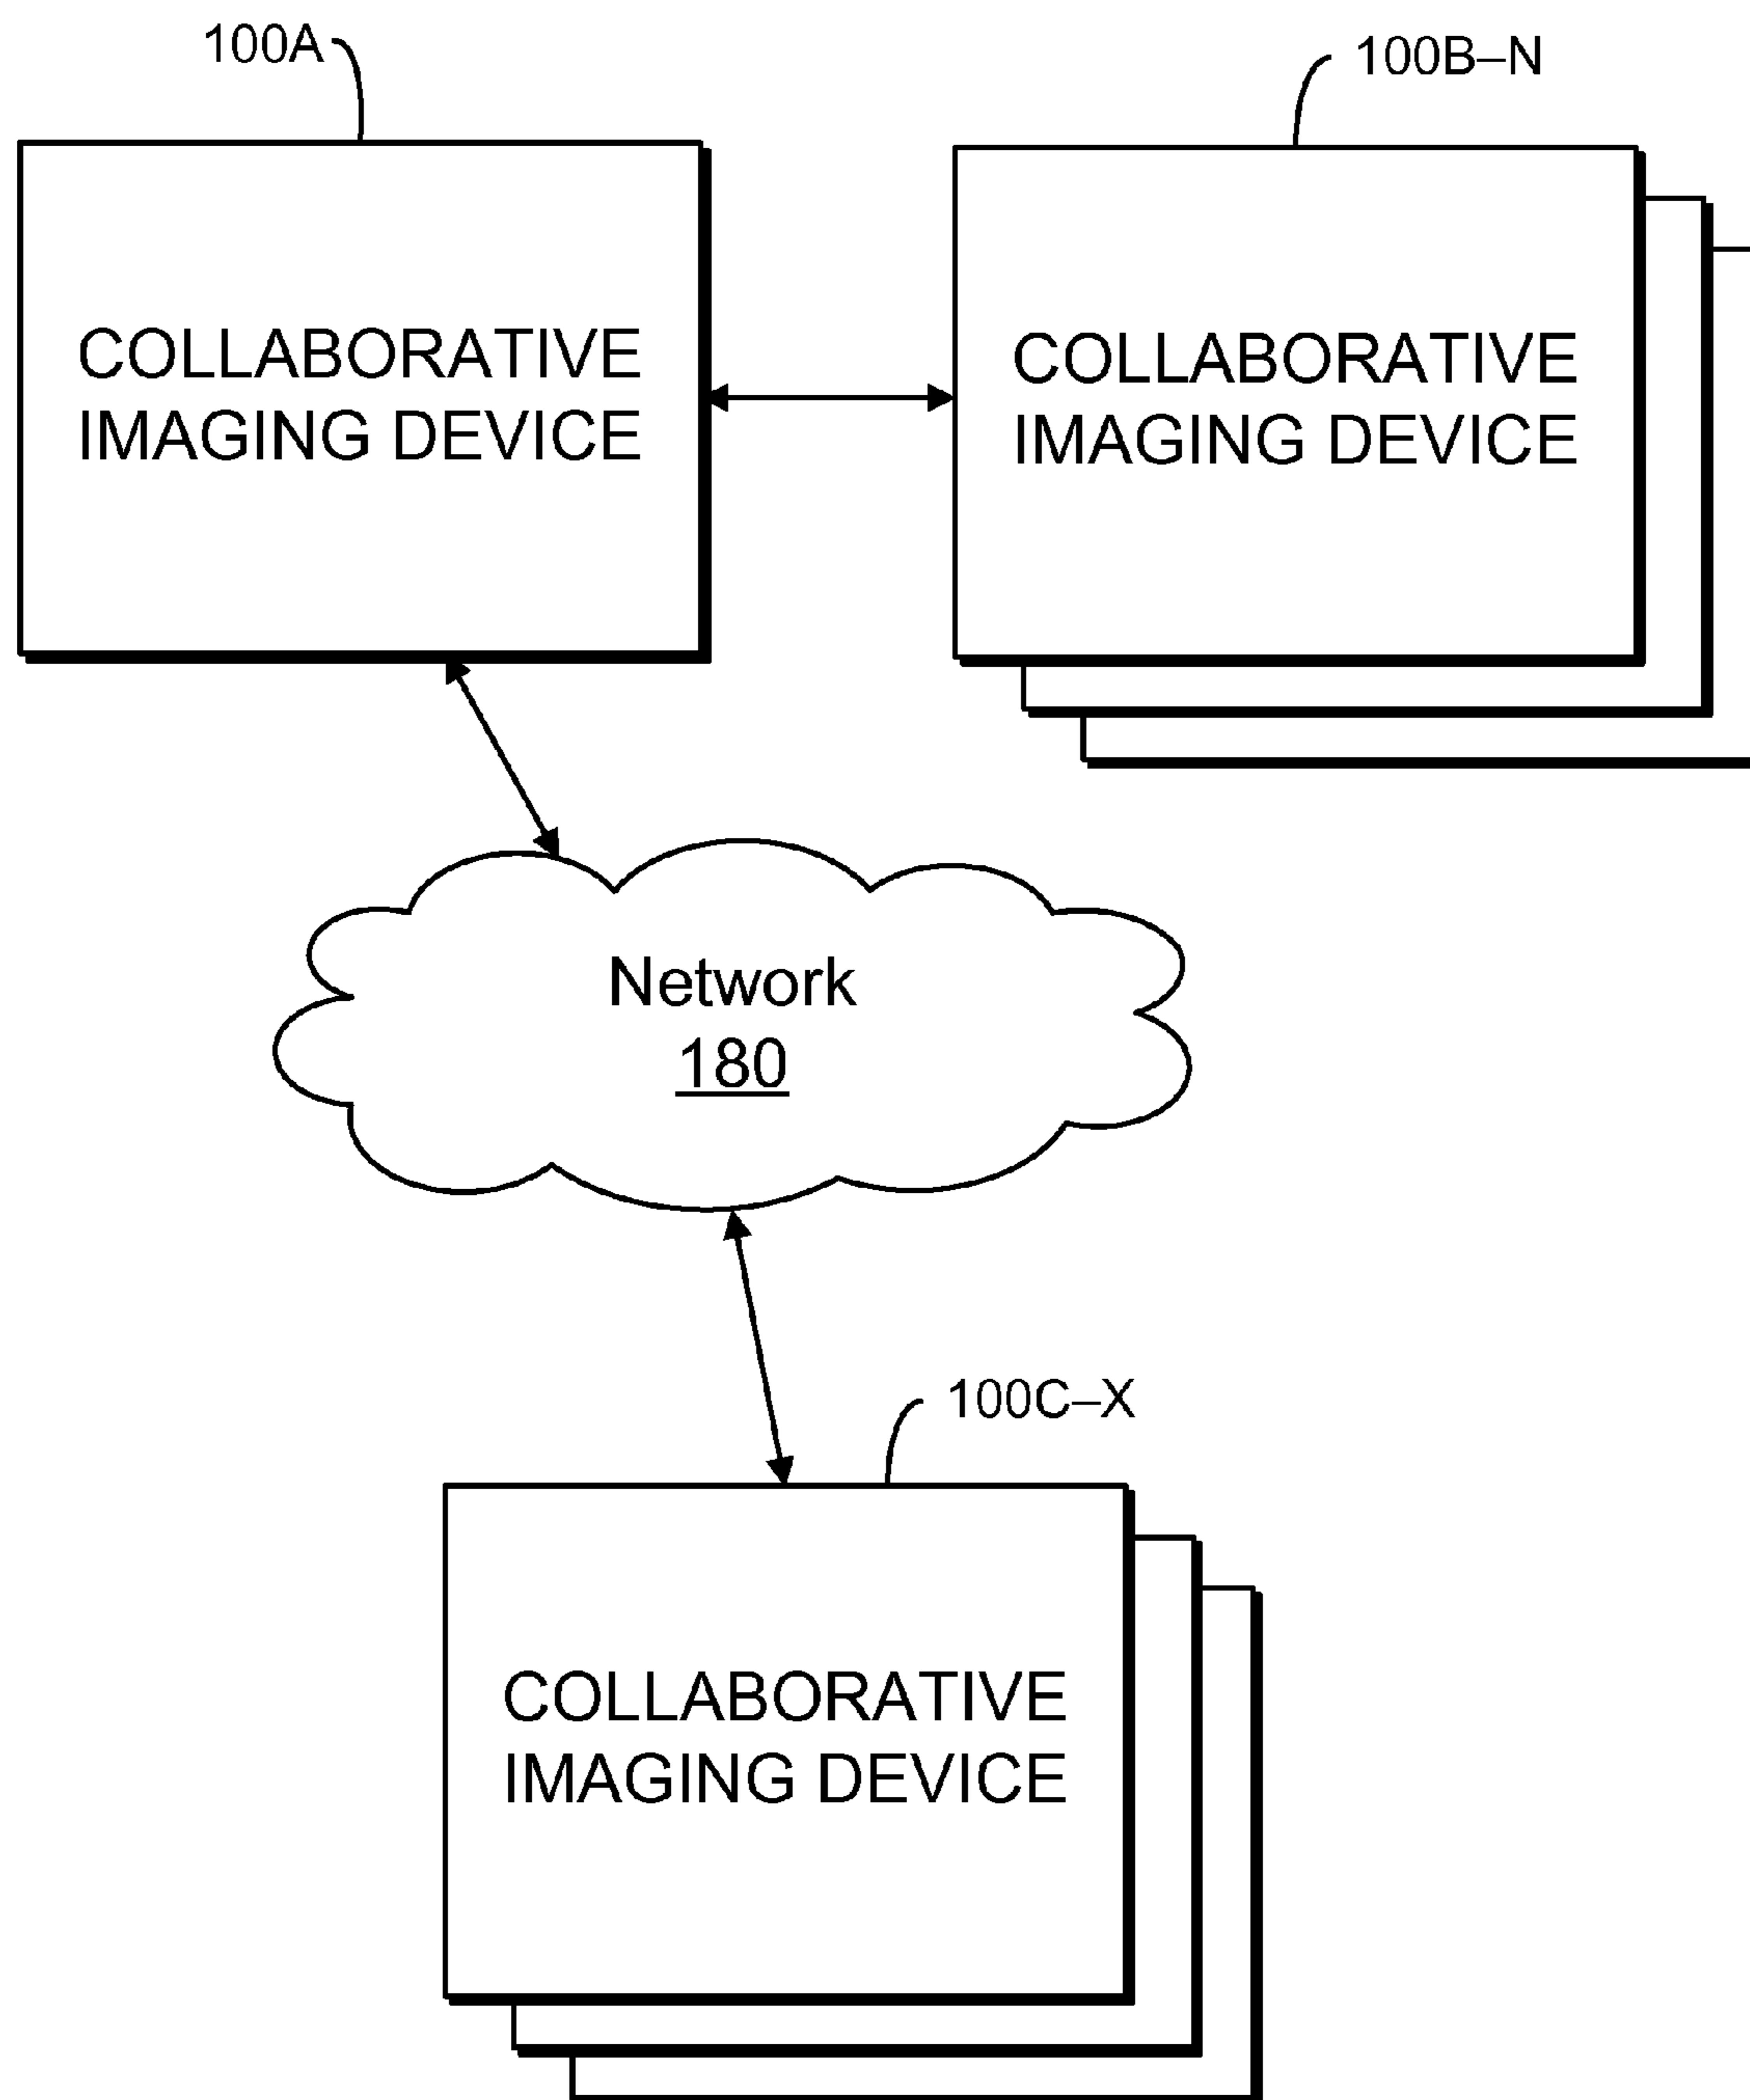 100A
100B–N
COLLABORATIVE
IMAGING DEVICE
COLLABORATIVE
IMAGING DEVICE
Network
180
100C–X
COLLABORATIVE
IMAGING DEVICE